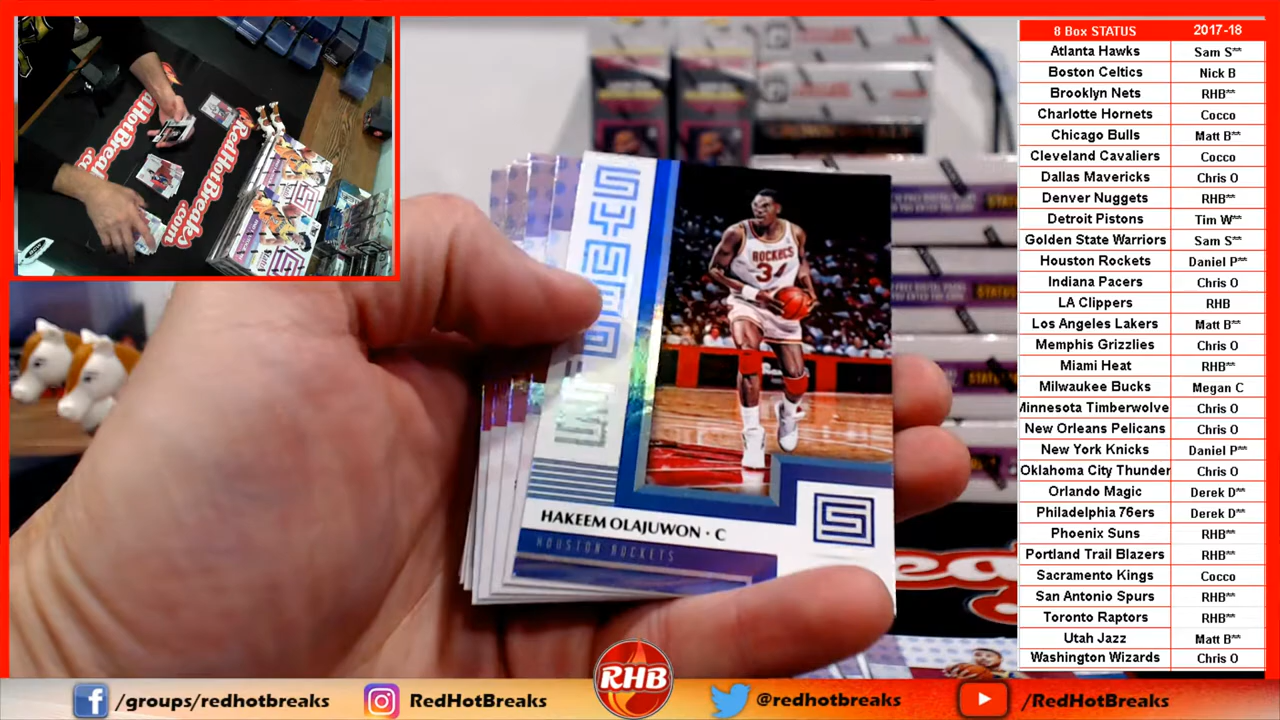 8 Box STATUS 2017-18
Atlanta Hawks Sam S**
Boston Celtics Nick B
Brooklyn Nets RHB**
Charlotte Hornets Cocco
Chicago Bulls Matt B**
Cleveland Cavaliers Cocco
Dallas Mavericks Chris O
Denver Nuggets RHB**
Detroit Pistons Tim W**
Golden State Warriors Sam S**
Houston Rockets Daniel P**
Indiana Pacers Chris O
LA Clippers RHB
Los Angeles Lakers Matt B**
Memphis Grizzlies Chris O
Miami Heat RHB**
Milwaukee Bucks Megan C
Minnesota Timberwolve Chris O
New Orleans Pelicans Chris O
New York Knicks Daniel P**
Oklahoma City Thunder Chris O
Orlando Magic Derek D**
Philadelphia 76ers Derek D**
Phoenix Suns RHB**
Portland Trail Blazers RHB**
Sacramento Kings Cocco
San Antonio Spurs RHB**
Toronto Raptors RHB**
Utah Jazz Matt B**
Washington Wizards Chris O
RedHotBreaks
.com
RedHotBreaks
.com
ROCKETS
34
HAKEEM OLAJUWON · C
HOUSTON ROCKETS
RHB
/groups/redhotbreaks
RedHotBreaks
@redhotbreaks
/RedHotBreaks